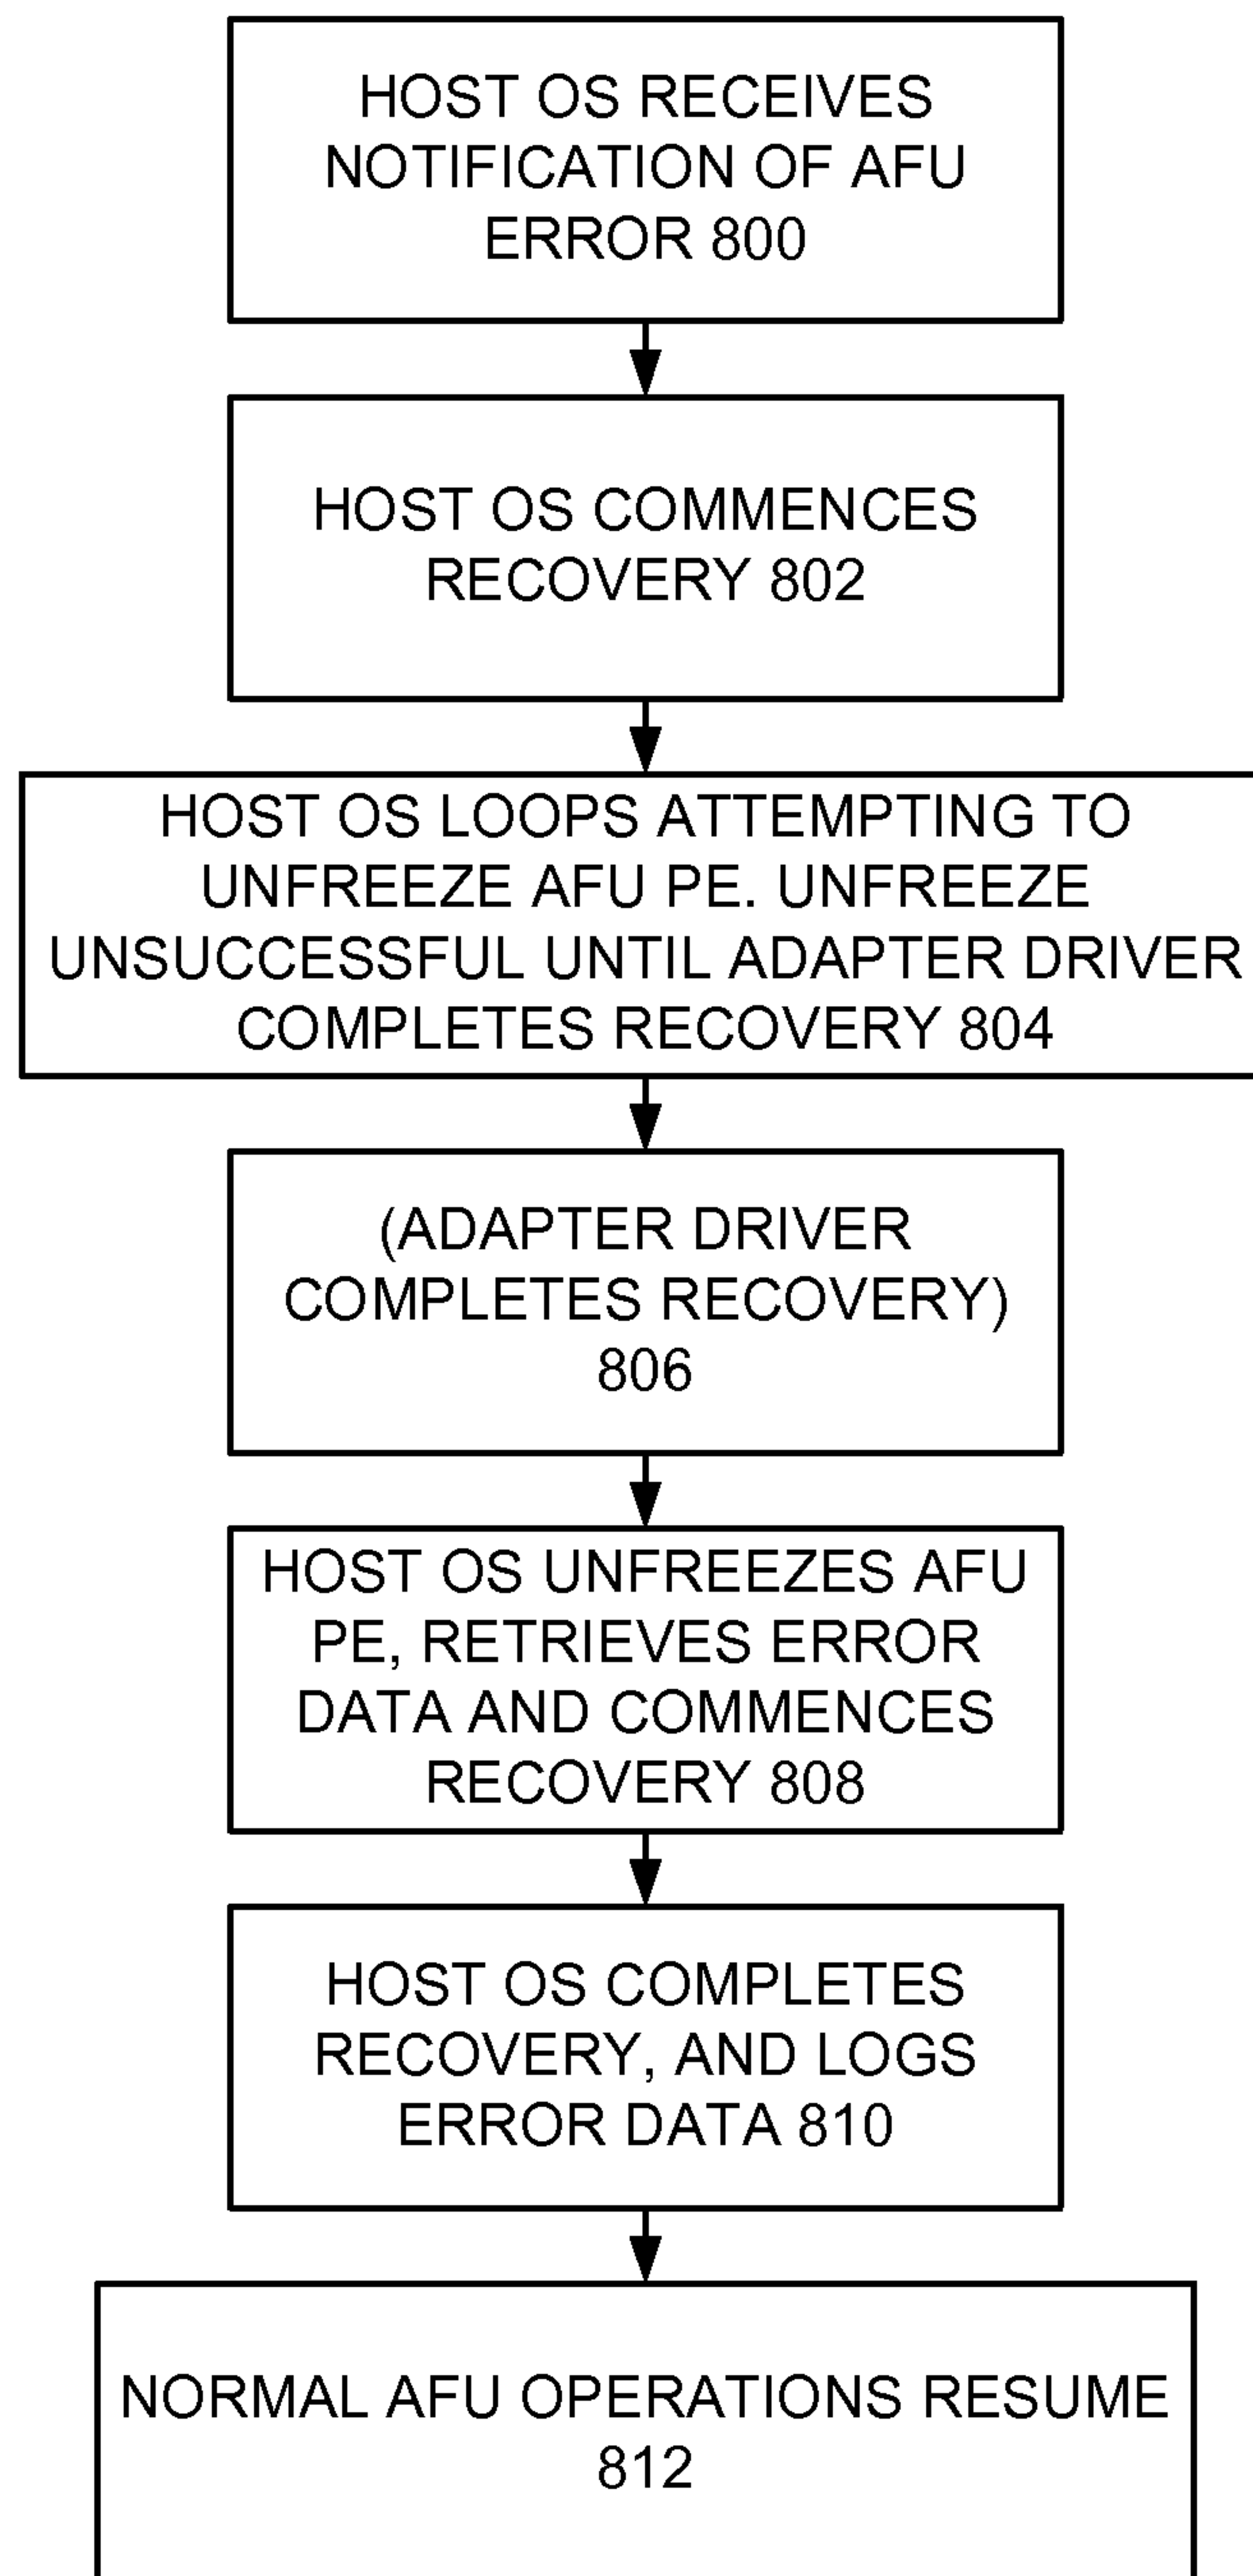 HOST OS RECEIVES
NOTIFICATION OF AFU
ERROR 800
HOST OS COMMENCES
RECOVERY 802
HOST OS LOOPS ATTEMPTING TO
UNFREEZE AFU PE. UNFREEZE
UNSUCCESSFUL UNTIL ADAPTER DRIVER
COMPLETES RECOVERY 804
(ADAPTER DRIVER
COMPLETES RECOVERY)
806
HOST OS UNFREEZES AFU
PE, RETRIEVES ERROR
DATA AND COMMENCES
RECOVERY 808
HOST OS COMPLETES
RECOVERY, AND LOGS
ERROR DATA 810
NORMAL AFU OPERATIONS RESUME
812